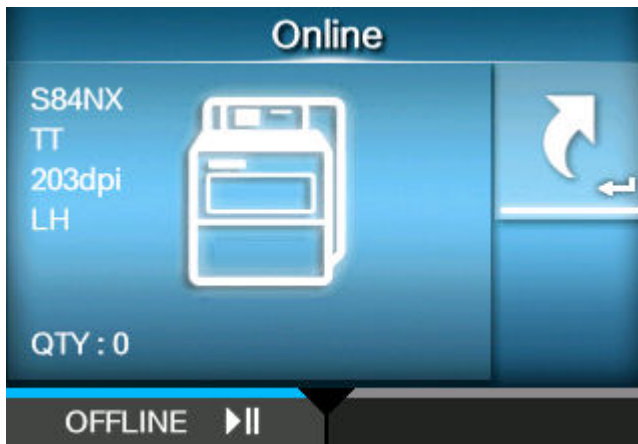 Online
S84NX
TT
203dpi
LH
QTY : 0
OFFLINE